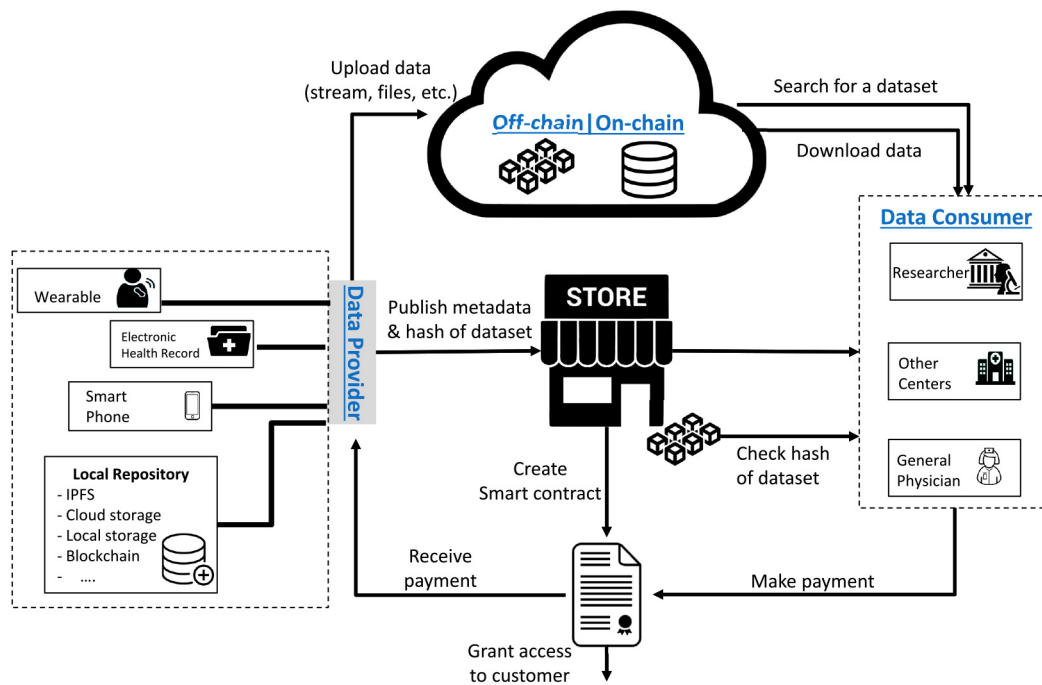 Upload data
(stream, files, etc.)
Off-chain|On-chain
Search for a dataset
Download data
Data Consumer
Researcher
Other
Centers
General
Physician
Wearable
Electronic
Health Record
Smart
Phone
Local Repository
- IPFS
- Cloud storage
- Local storage
- Blockchain
- ....
Data Provider
Publish metadata
& hash of dataset
STORE
Check hash
of dataset
Create
Smart contract
Receive
payment
Make payment
Grant access
to customer